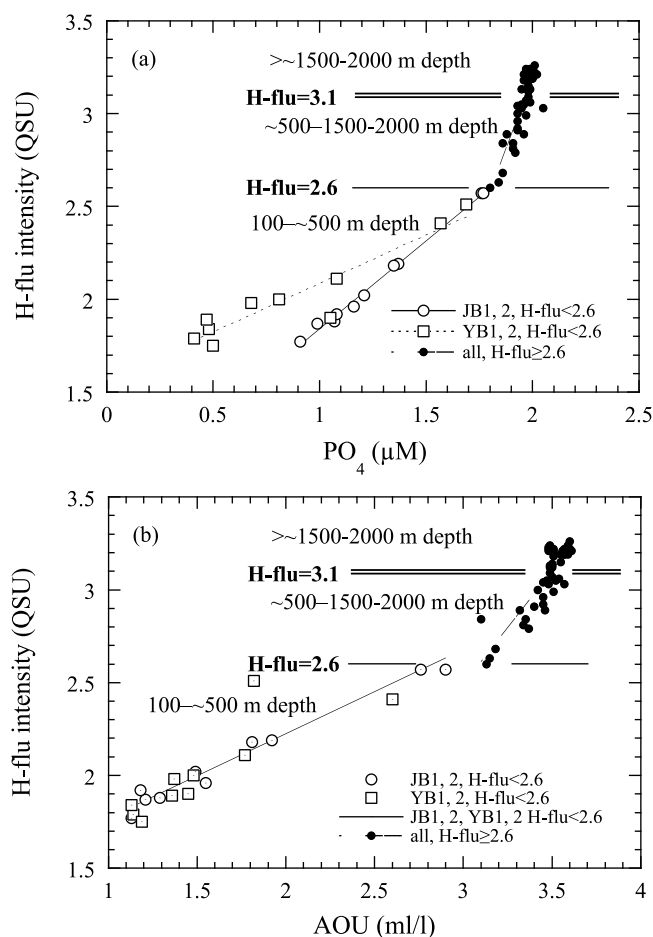 (a)
>~1500-2000 m depth
H-flu=3.1
~500–1500-2000 m depth
H-flu=2.6
100–~500 m depth
JB1, 2, H-flu<2.6
YB1, 2, H-flu<2.6
all, H-flu≥2.6
3.5
3.0
2.5
2.0
1.5
H-flu intensity (QSU)
0 0.5 1 1.5 2 2.5
PO4 (µM)
(b)
>~1500-2000 m depth
H-flu=3.1
~500–1500-2000 m depth
H-flu=2.6
100–~500 m depth
JB1, 2, H-flu<2.6
YB1, 2, H-flu<2.6
JB1, 2, YB1, 2 H-flu<2.6
all, H-flu≥2.6
3.5
3.0
2.5
2.0
1.5
H-flu intensity (QSU)
1 1.5 2 2.5 3 3.5 4
AOU (ml/l)